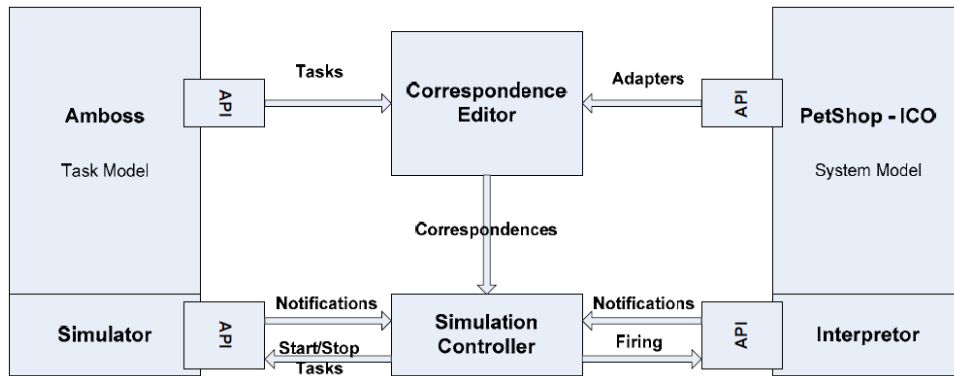 Amboss
Task Model
API
Tasks
Correspondence
Editor
Adapters
API
PetShop - ICO
System Model
Correspondences
Simulator
API
Notifications
Start/Stop
Tasks
Simulation
Controller
Notifications
Firing
API
Interpretor